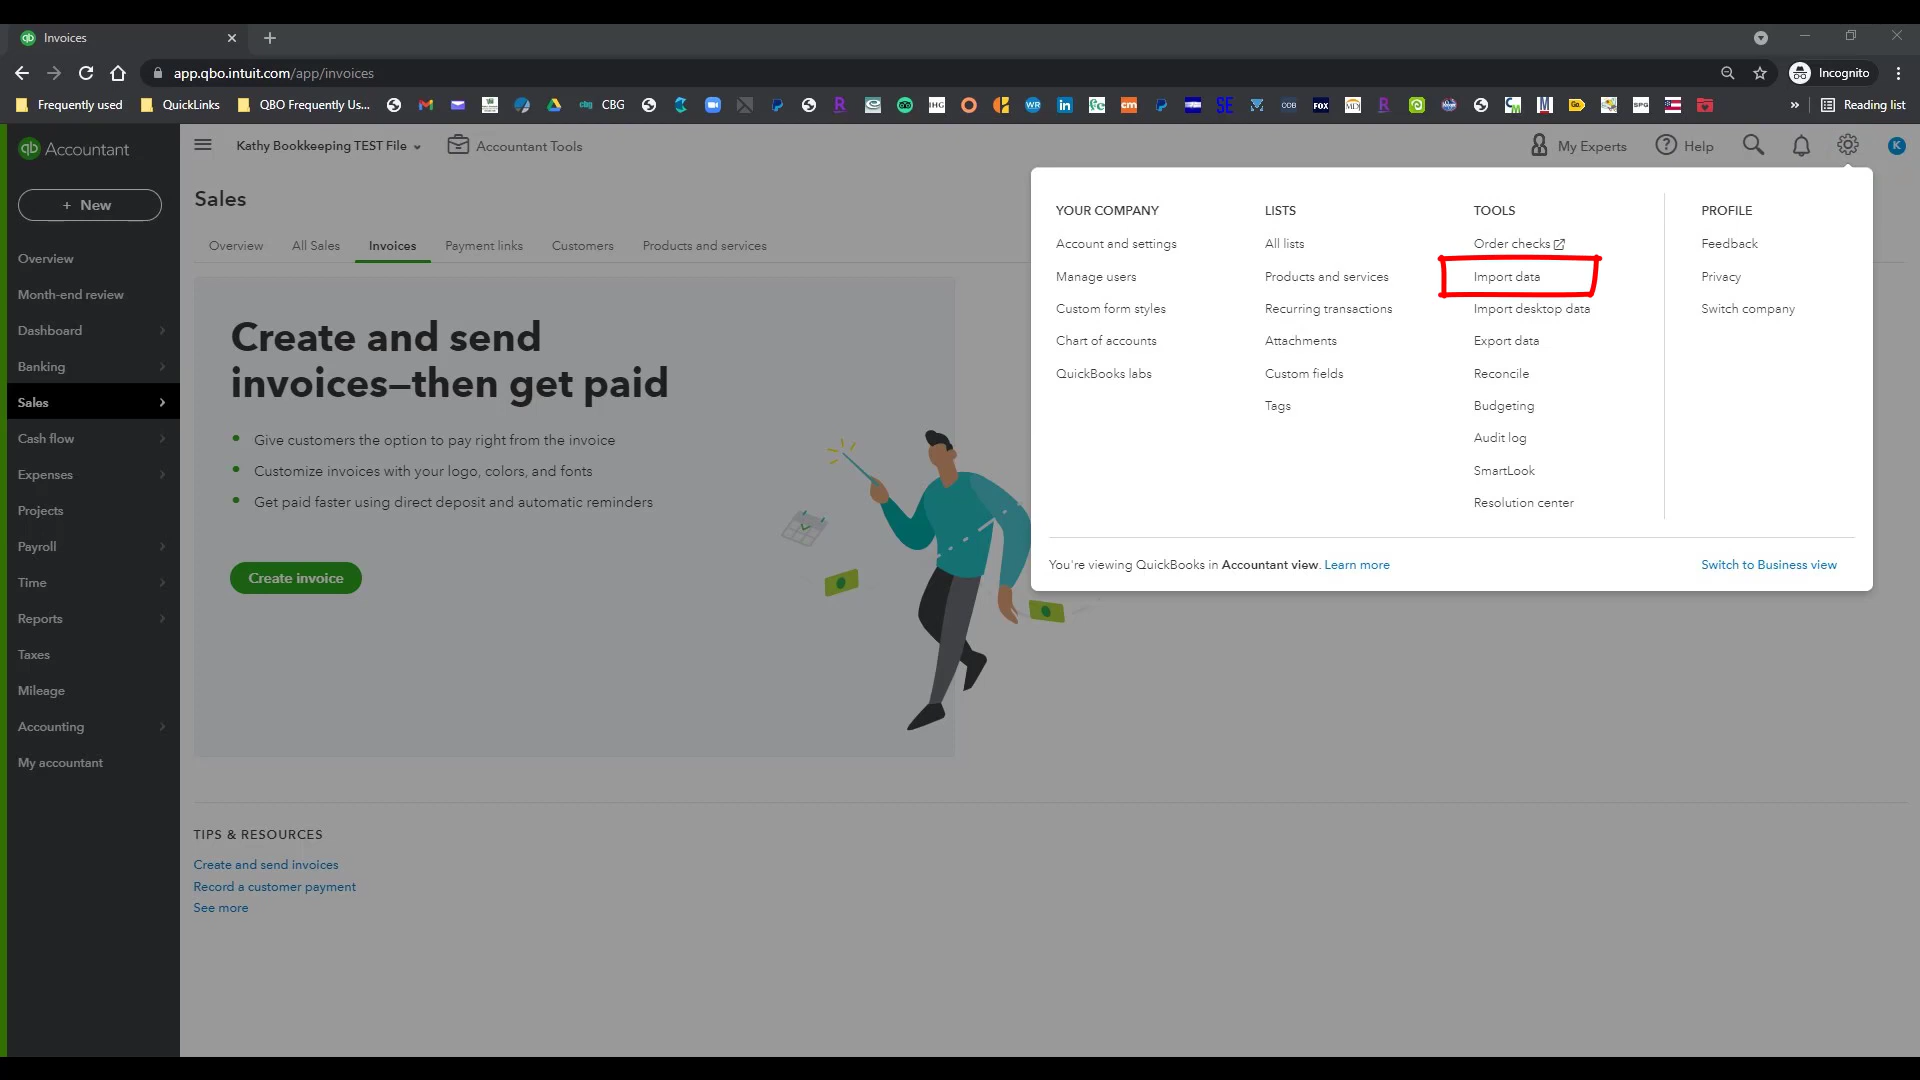 Invoices
app.qbo.intuit.com/app/invoices
Incognito
Frequently used
QuickLinks
QBO Frequently Us...
CBG
Reading list
Accountant
Kathy Bookkeeping TEST File
Accountant Tools
My Experts
Help
K
+ New
Overview
Month-end review
Dashboard
Banking
Sales
Cash flow
Expenses
Projects
Payroll
Time
Reports
Taxes
Mileage
Accounting
My accountant
Sales
Overview
All Sales
Invoices
Payment links
Customers
Products and services
Create and send
invoices—then get paid
Give customers the option to pay right from the invoice
Customize invoices with your logo, colors, and fonts
Get paid faster using direct deposit and automatic reminders
Create invoice
TIPS & RESOURCES
Create and send invoices
Record a customer payment
See more
YOUR COMPANY
Account and settings
Manage users
Custom form styles
Chart of accounts
QuickBooks labs
LISTS
All lists
Products and services
Recurring transactions
Attachments
Custom fields
Tags
TOOLS
Order checks
Import data
Import desktop data
Export data
Reconcile
Budgeting
Audit log
SmartLook
Resolution center
PROFILE
Feedback
Privacy
Switch company
You're viewing QuickBooks in Accountant view. Learn more
Switch to Business view